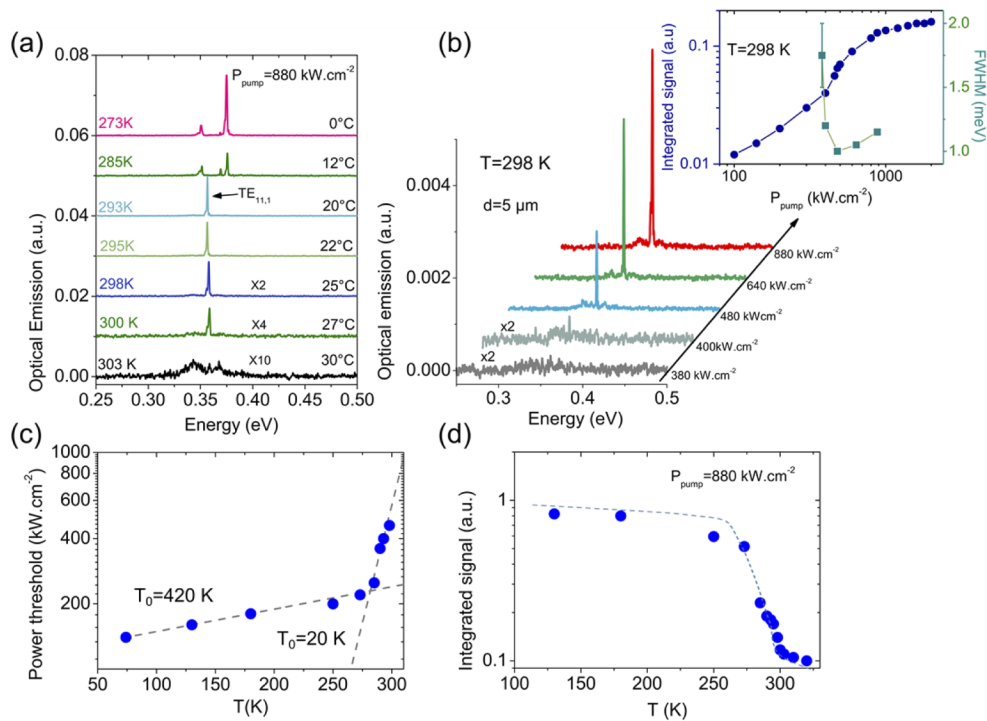 (a)
P_pump=880 kW.cm⁻²
0.08
273K
0°C
0.06
285K
12°C
TE₁₁,₁
293K
20°C
0.04
295K
22°C
298K
X2
25°C
0.02
300 K
X4
27°C
303 K
X10
30°C
0.00
0.25 0.30 0.35 0.40 0.45 0.50
Energy (eV)
Optical Emission (a.u.)
(b)
T=298 K
d=5 µm
0.004
0.002
0.000
x2
x2
880 kW.cm⁻²
640 kW.cm⁻²
480 kWcm⁻²
400kW.cm⁻²
380 kW.cm⁻²
0.3 0.4 0.5
Energy (eV)
Optical Emission (a.u.)
T=298 K
0.1
0.01
100 1000
P_pump (kW.cm⁻²)
Integrated signal (a.u)
2.0
1.5
1.0
FWHM (meV)
(c)
1000
800
600
400
200
T₀=420 K
T₀=20 K
50 100 150 200 250 300
T(K)
Power threshold (kW.cm⁻²)
(d)
P_pump=880 kW.cm⁻²
1
0.1
100 150 200 250 300
T (K)
Integrated signal (a.u.)